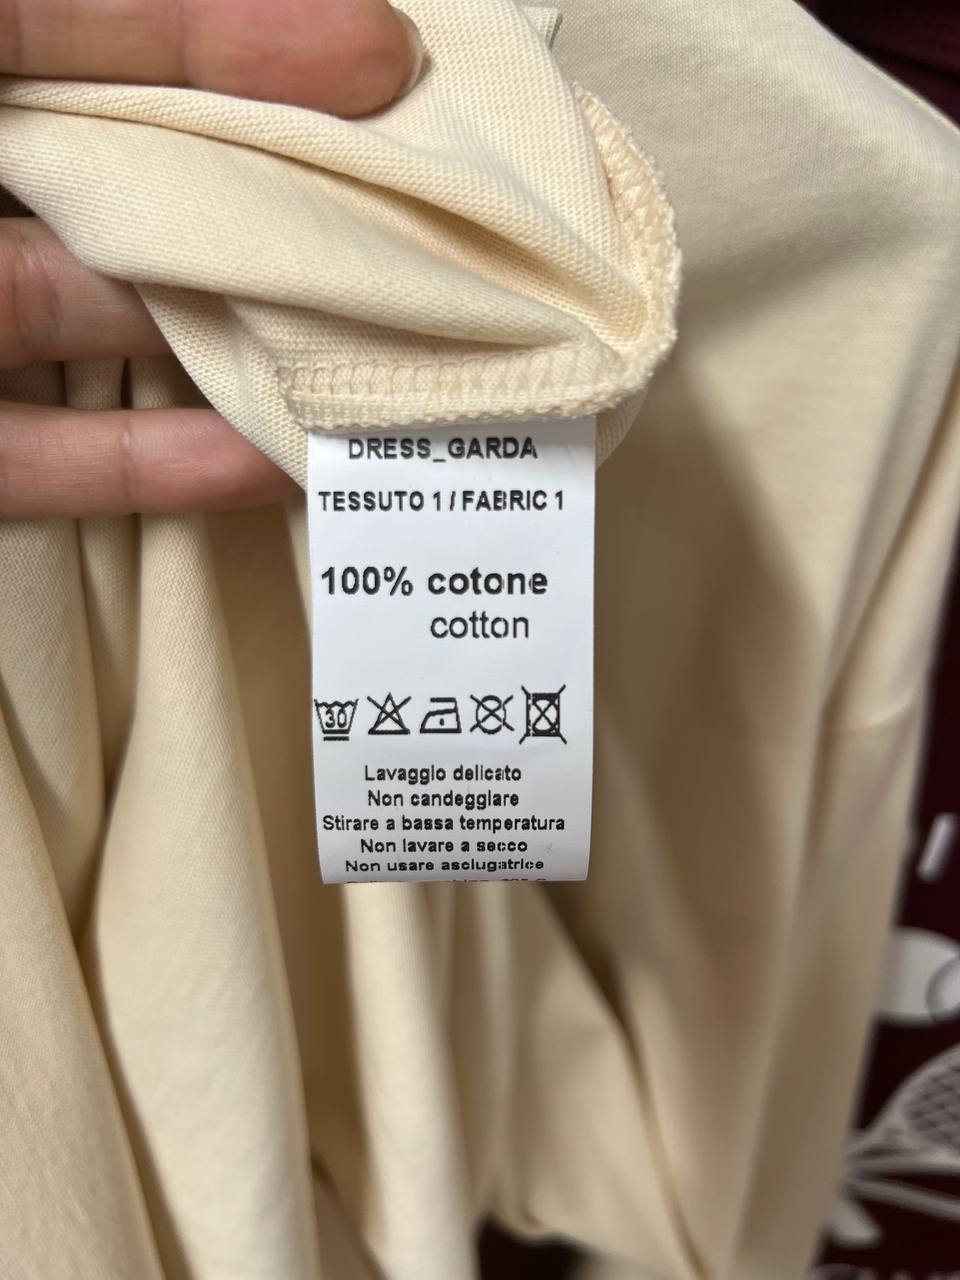 DRESS_GARDA
TESSUTO 1 / FABRIC 1
100% cotone
cotton
30
Lavaggio delicato
Non candeggiare
Stirare a bassa temperatura
Non lavare a secco
Non usare asciugatrice